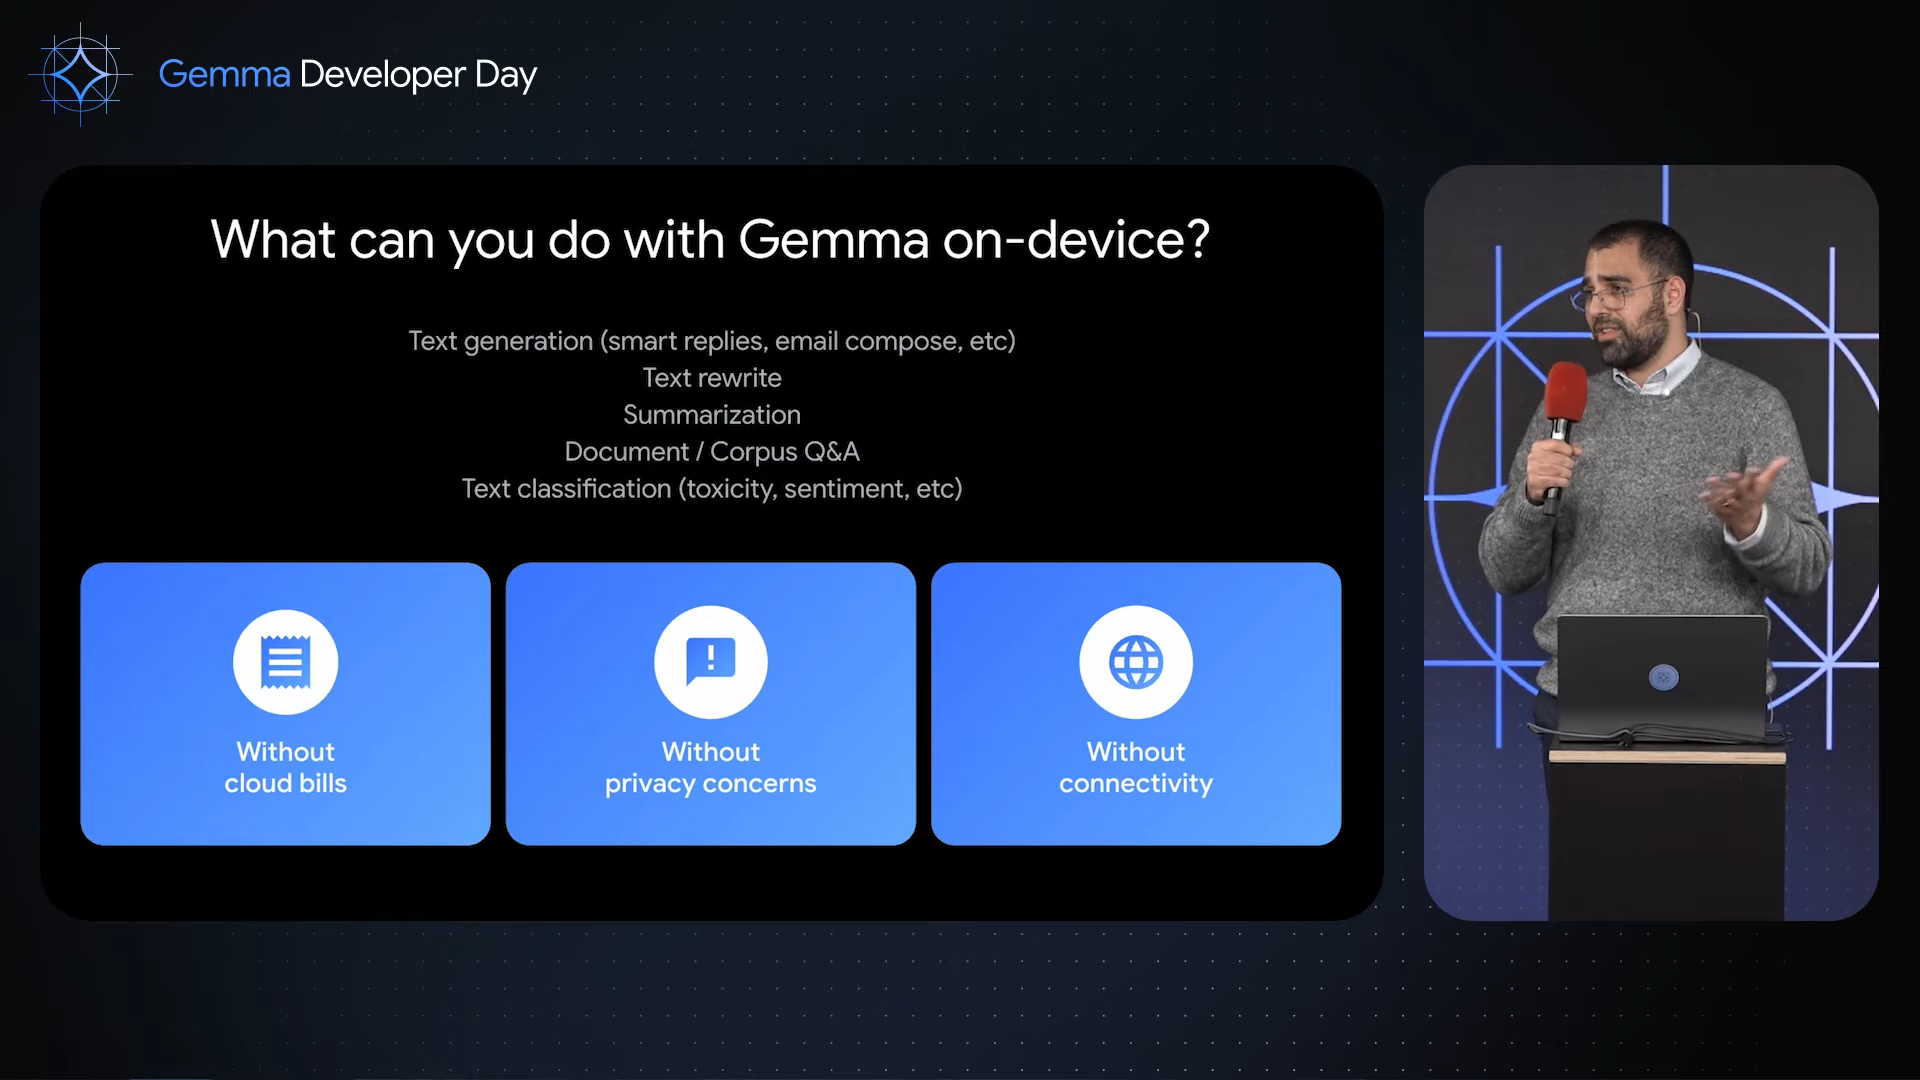 Gemma Developer Day
What can you do with Gemma on-device?
Text generation (smart replies, email compose, etc)
Text rewrite
Summarization
Document / Corpus Q&A
Text classification (toxicity, sentiment, etc)
Without
cloud bills
Without
privacy concerns
Without
connectivity